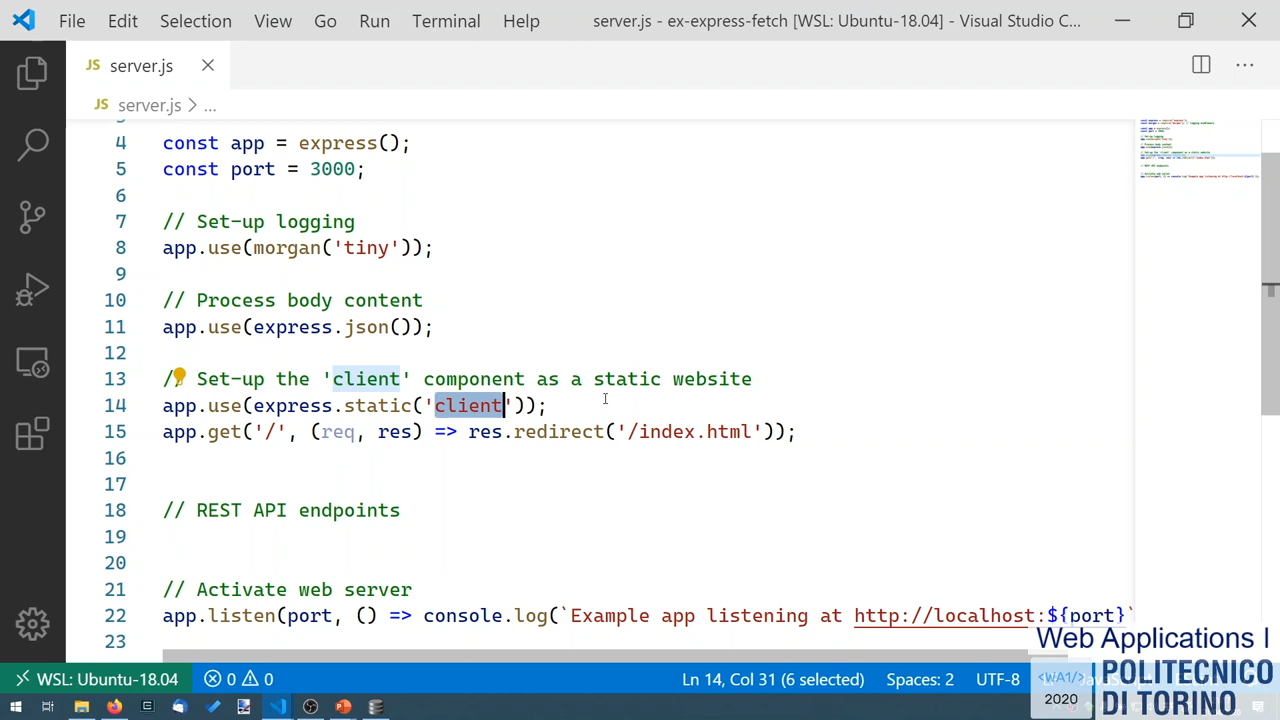 File Edit Selection View Go Run Terminal Help server.js - ex-express-fetch [WSL: Ubuntu-18.04] - Visual Studio C...
JS server.js ×
JS server.js > ...
4 const app = express();
5 const port = 3000;
6
7 // Set-up logging
8 app.use(morgan('tiny'));
9
10 // Process body content
11 app.use(express.json());
12
13 // Set-up the 'client' component as a static website
14 app.use(express.static('client'));
15 app.get('/', (req, res) => res.redirect('/index.html'));
16
17
18 // REST API endpoints
19
20
21 // Activate web server
22 app.listen(port, () => console.log(`Example app listening at http://localhost:${port}`
23
Web Applications I
<WA1/> POLITECNICO
2020 DI TORINO
WSL: Ubuntu-18.04 0 0 Ln 14, Col 31 (6 selected) Spaces: 2 UTF-8